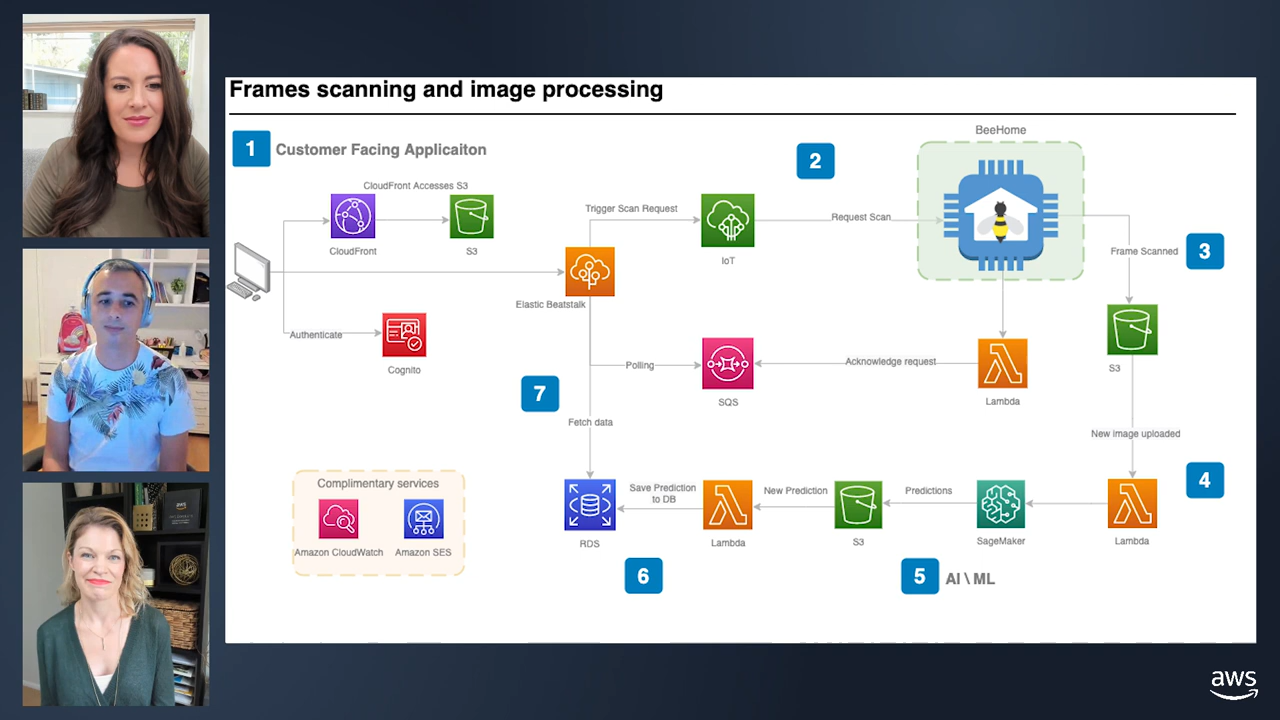 Frames scanning and image processing
1 Customer Facing Applicaiton
CloudFront Accesses S3
CloudFront
S3
Authenticate
Cognito
Elastic Beatstalk
Trigger Scan Request
IoT
2
Request Scan
BeeHome
Frame Scanned
3
S3
Polling
SQS
Acknowledge request
Lambda
7
Fetch data
New image uploaded
4
Lambda
SageMaker
Predictions
S3
New Prediction
Lambda
Save Prediction
to DB
RDS
6
5 AI \ ML
Complimentary services
Amazon CloudWatch
Amazon SES
aws